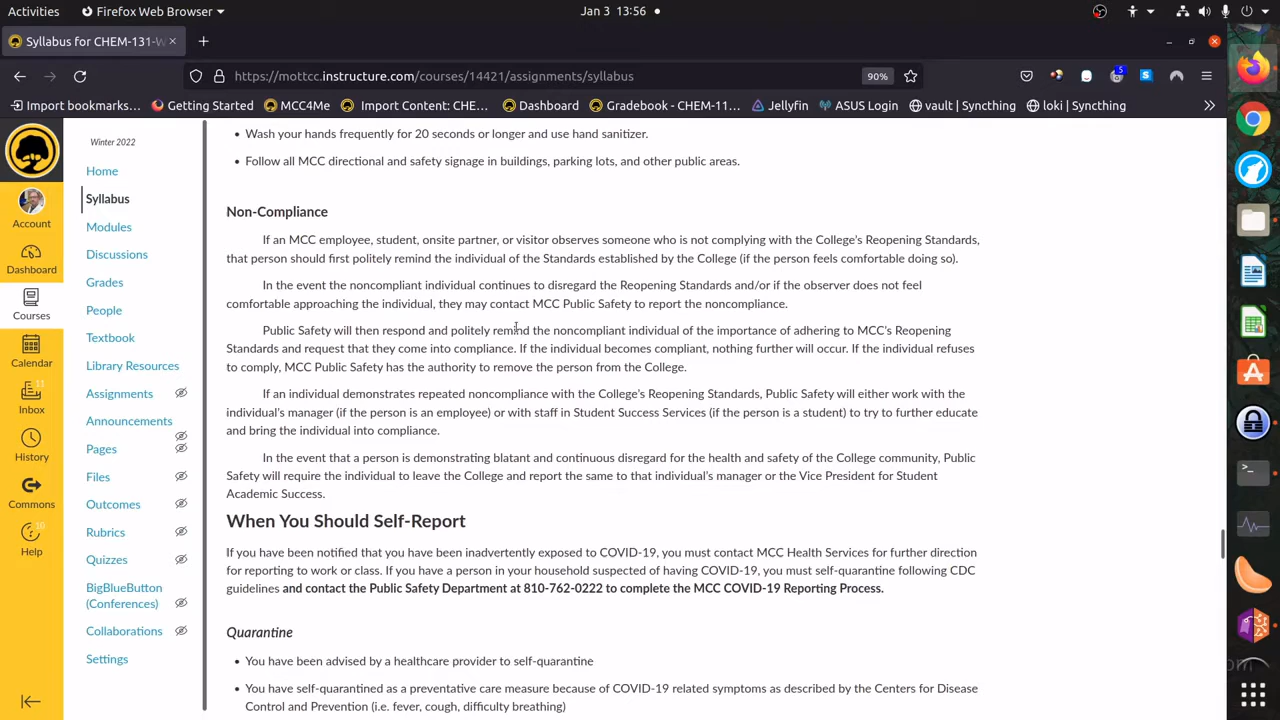 Activities
Firefox Web Browser
Jan 3 13:56
Syllabus for CHEM-131-W
https://mottcc.instructure.com/courses/14421/assignments/syllabus
90%
5
Import bookmarks...
Getting Started
MCC4Me
Import Content: CHE...
Dashboard
Gradebook - CHEM-11...
Jellyfin
ASUS Login
vault | Syncthing
loki | Syncthing
Account
Dashboard
Courses
Calendar
11
Inbox
History
Commons
10
Help
Winter 2022
Home
Syllabus
Modules
Discussions
Grades
People
Textbook
Library Resources
Assignments
Announcements
Pages
Files
Outcomes
Rubrics
Quizzes
BigBlueButton
(Conferences)
Collaborations
Settings
• Wash your hands frequently for 20 seconds or longer and use hand sanitizer.
• Follow all MCC directional and safety signage in buildings, parking lots, and other public areas.
Non-Compliance
If an MCC employee, student, onsite partner, or visitor observes someone who is not complying with the College's Reopening Standards,
that person should first politely remind the individual of the Standards established by the College (if the person feels comfortable doing so).
In the event the noncompliant individual continues to disregard the Reopening Standards and/or if the observer does not feel
comfortable approaching the individual, they may contact MCC Public Safety to report the noncompliance.
Public Safety will then respond and politely remind the noncompliant individual of the importance of adhering to MCC's Reopening
Standards and request that they come into compliance. If the individual becomes compliant, nothing further will occur. If the individual refuses
to comply, MCC Public Safety has the authority to remove the person from the College.
If an individual demonstrates repeated noncompliance with the College's Reopening Standards, Public Safety will either work with the
individual's manager (if the person is an employee) or with staff in Student Success Services (if the person is a student) to try to further educate
and bring the individual into compliance.
In the event that a person is demonstrating blatant and continuous disregard for the health and safety of the College community, Public
Safety will require the individual to leave the College and report the same to that individual's manager or the Vice President for Student
Academic Success.
When You Should Self-Report
If you have been notified that you have been inadvertently exposed to COVID-19, you must contact MCC Health Services for further direction
for reporting to work or class. If you have a person in your household suspected of having COVID-19, you must self-quarantine following CDC
guidelines and contact the Public Safety Department at 810-762-0222 to complete the MCC COVID-19 Reporting Process.
Quarantine
• You have been advised by a healthcare provider to self-quarantine
• You have self-quarantined as a preventative care measure because of COVID-19 related symptoms as described by the Centers for Disease
Control and Prevention (i.e. fever, cough, difficulty breathing)